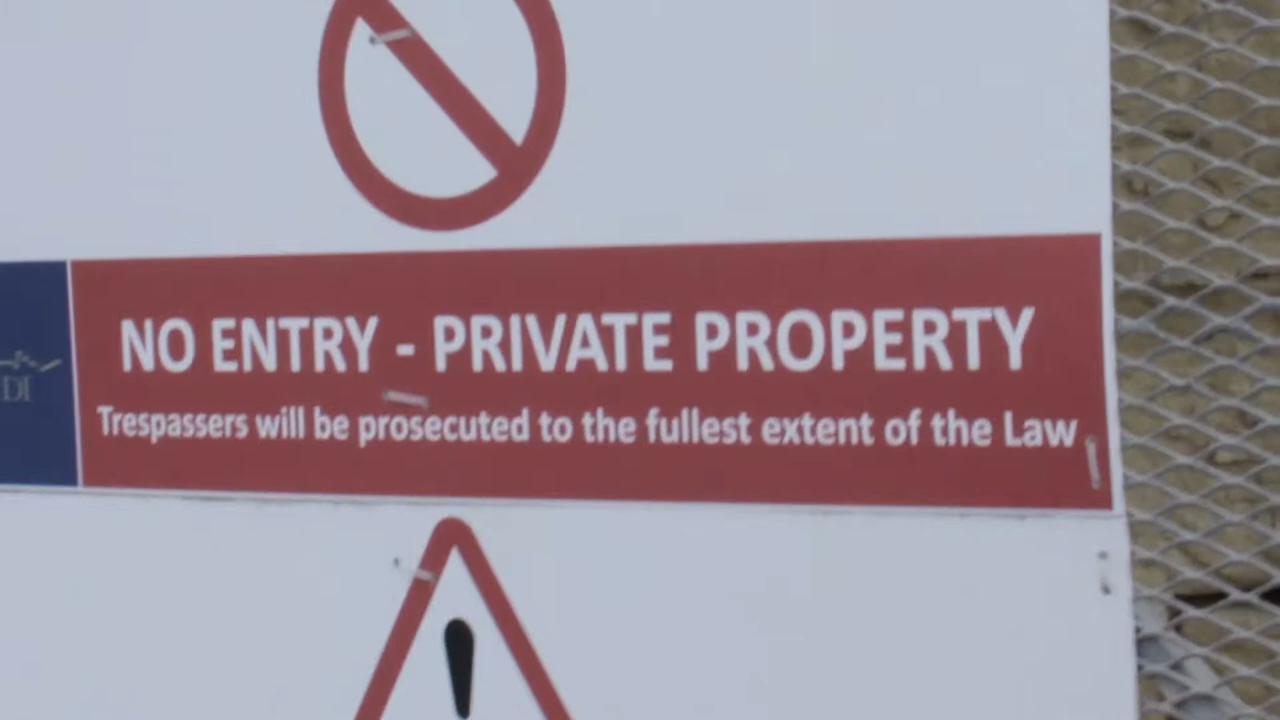 NO ENTRY - PRIVATE PROPERTY
Trespassers will be prosecuted to the fullest extent of the Law